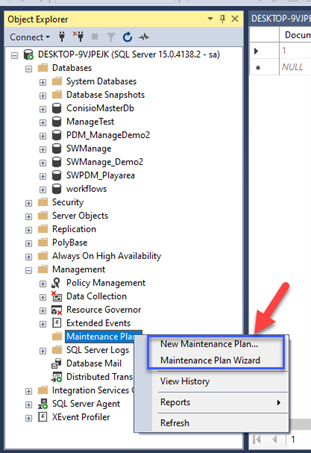 Object Explorer
Connect
DESKTOP-9VJPEJK (SQL Server 15.0.4138.2 - sa)
Databases
System Databases
ConisioMasterDb
ManageTest
PDM_ManageDemo2
SWManage
SWManage_Demo2
SWPDM_Playarea
workflows
Security
Server Objects
Replication
PolyBase
Always On High Availability
Management
Policy Management
Data Collection
Resource Governor
Extended Events
Maintenance Plan
SQL Server Logs
Database Mail
Distributed Trans
Integration Services C
SQL Server Agent
XEvent Profiler
New Maintenance Plan...
Maintenance Plan Wizard
View History
Reports
Refresh
DESKTOP-9VJPE
Docum
1
NULL
1